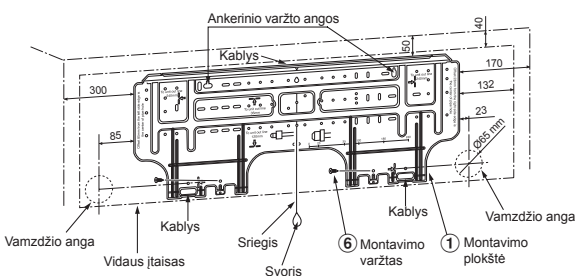 Ankerinio varžto angos
40
50
Kablys
170
300
132
23
85
Ø65 mm
Kablys
Kablys
Vamzdžio anga
Vamzdžio anga
Sriegis
⑥ Montavimo
varžtas
① Montavimo
plokštė
Vidaus įtaisas
Svoris